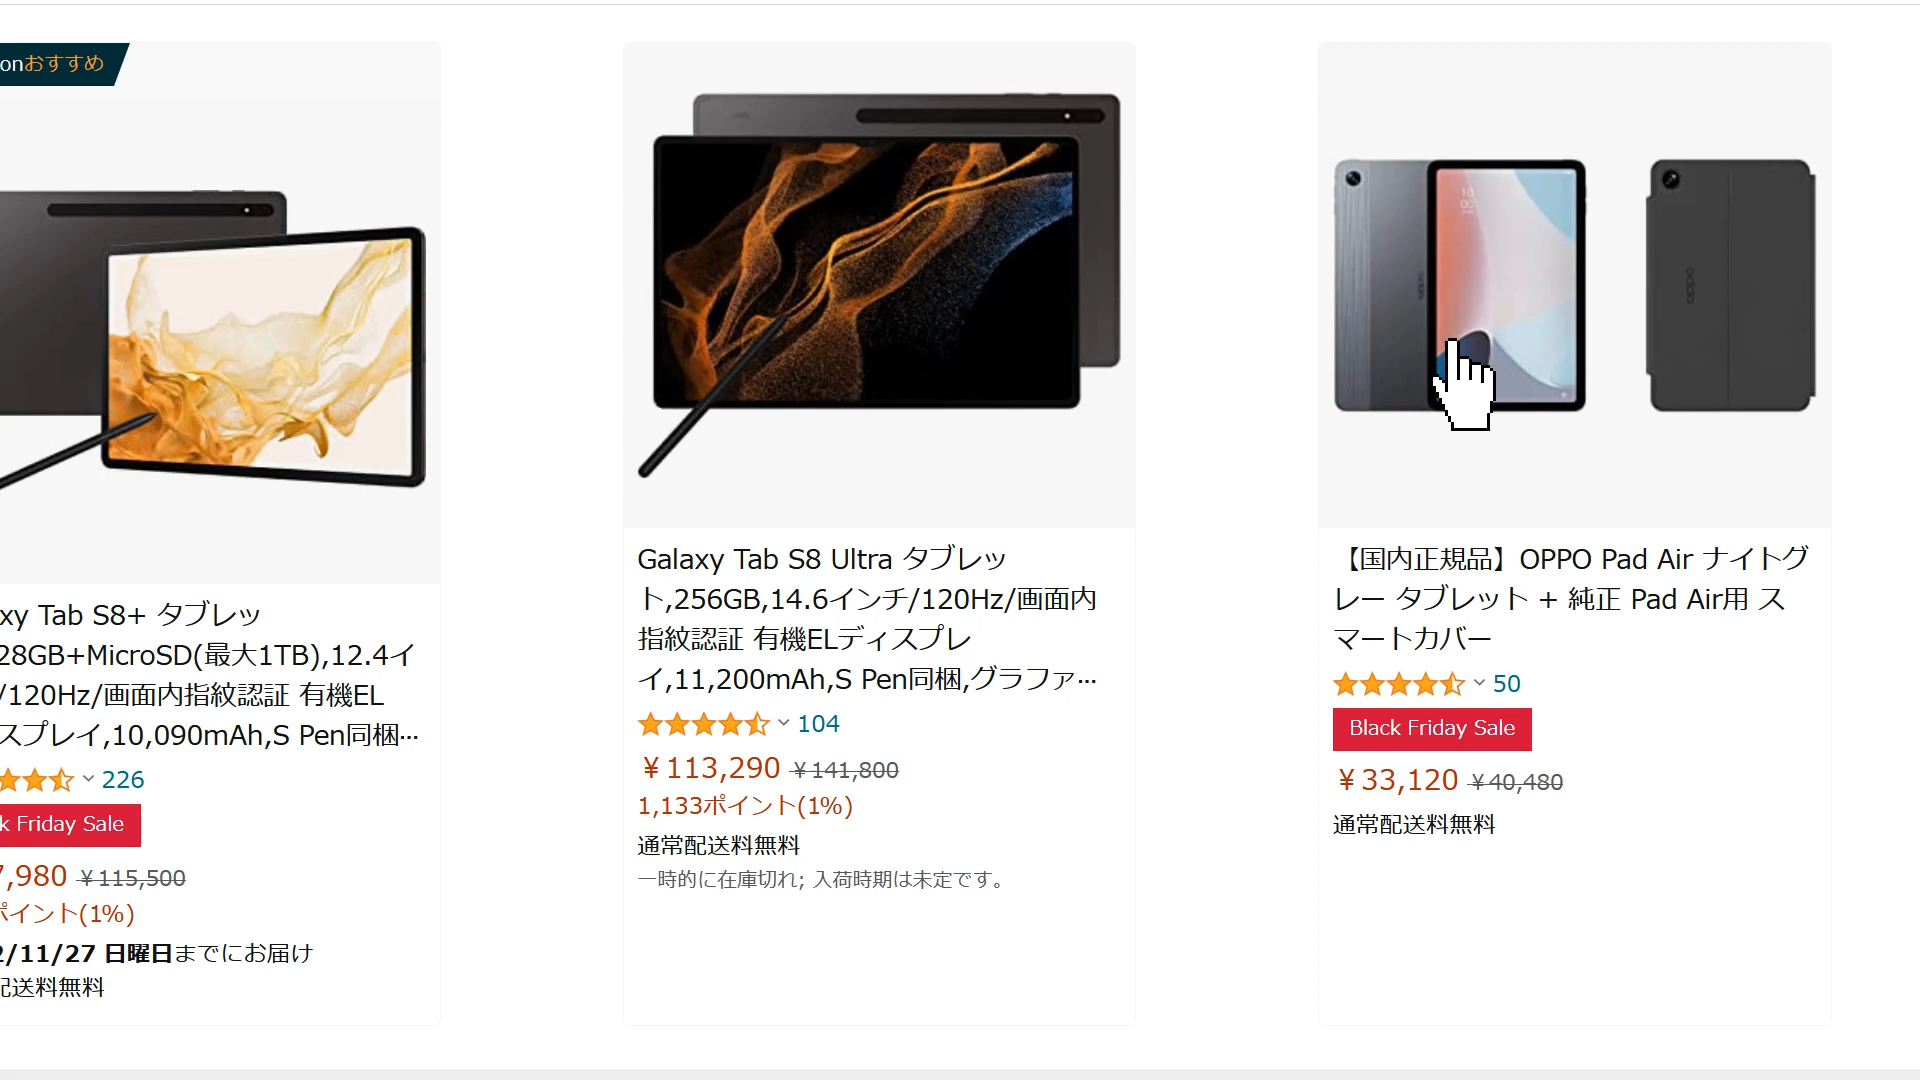 onおすすめ
xy Tab S8+ タブレッ
28GB+MicroSD(最大1TB),12.4イ
/120Hz/画面内指紋認証 有機EL
スプレイ,10,090mAh,S Pen同梱…
226
k Friday Sale
7,980 ￥115,500
ポイント(1%)
2/11/27 日曜日までにお届け
配送料無料
Galaxy Tab S8 Ultra タブレッ
ト,256GB,14.6インチ/120Hz/画面内
指紋認証 有機ELディスプレ
イ,11,200mAh,S Pen同梱,グラファ…
104
￥113,290 ￥141,800
1,133ポイント(1%)
通常配送料無料
一時的に在庫切れ; 入荷時期は未定です。
10
00
oppo
【国内正規品】OPPO Pad Air ナイトグ
レー タブレット + 純正 Pad Air用 ス
マートカバー
50
Black Friday Sale
￥33,120 ￥40,480
通常配送料無料